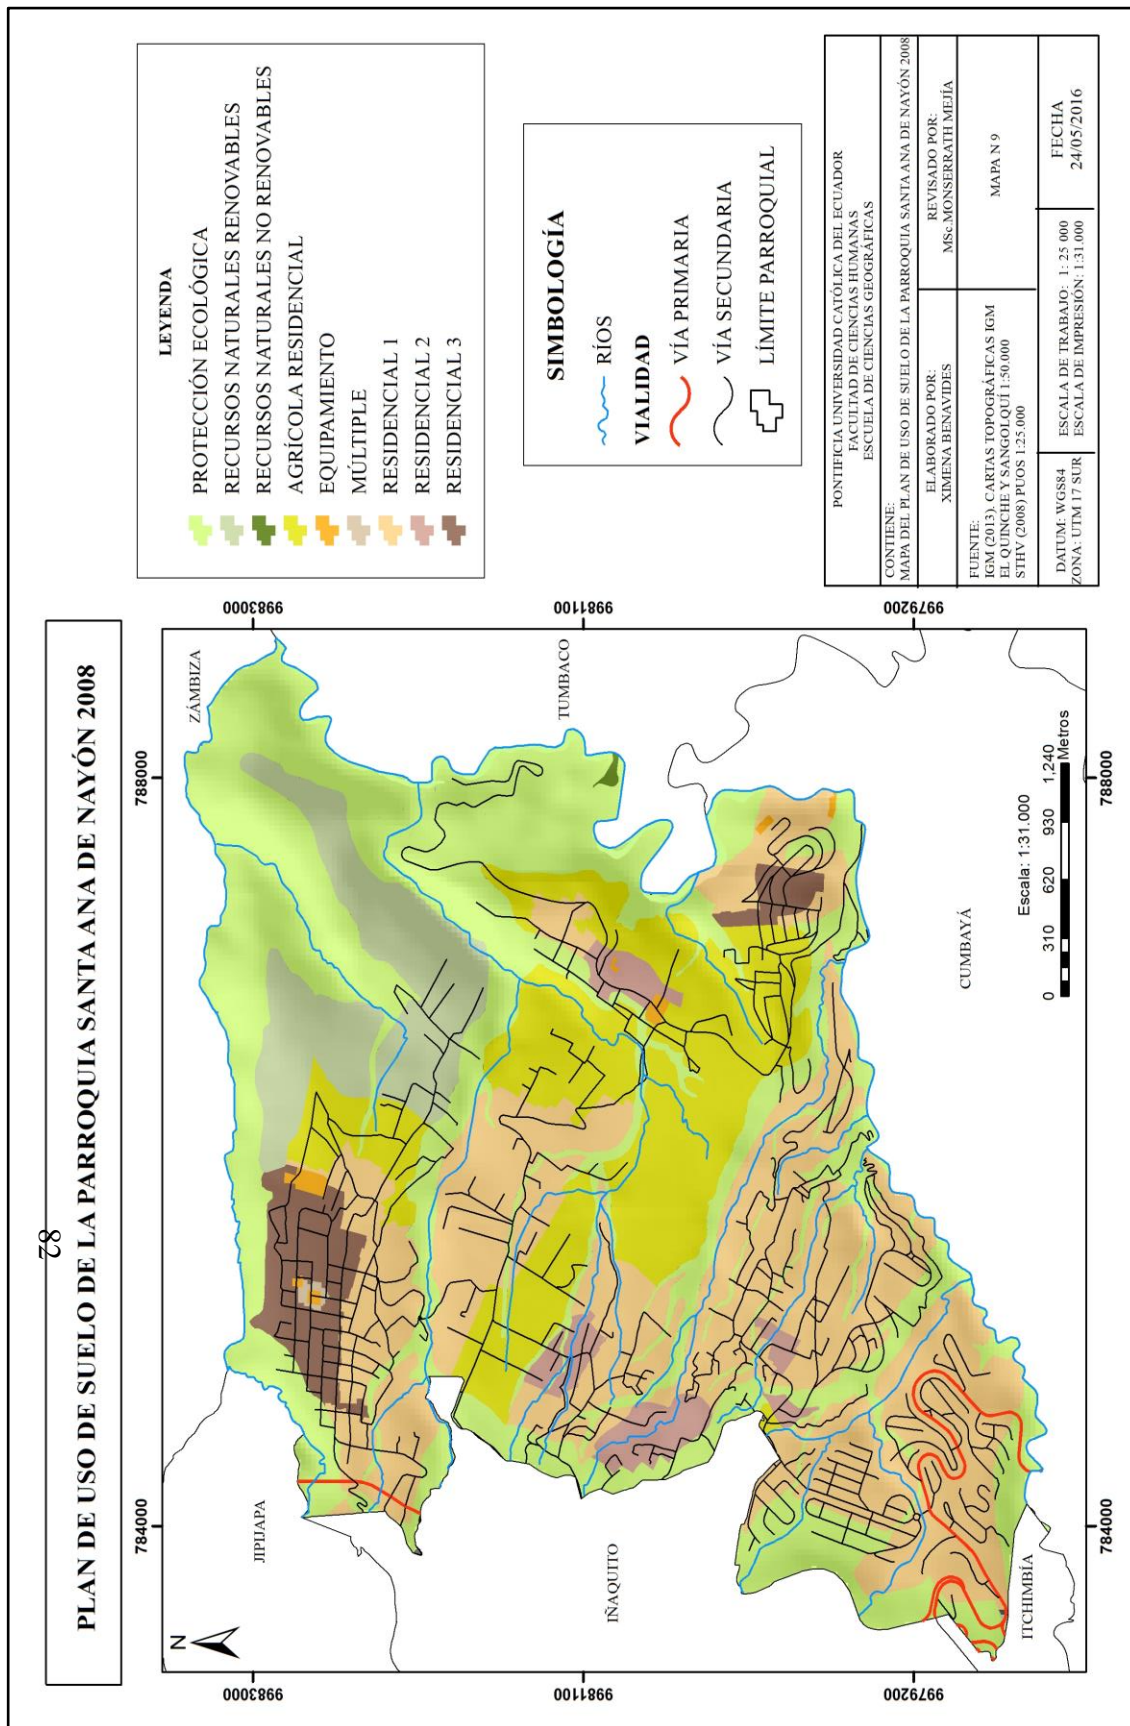 82
PLAN DE USO DE SUELO DE LA PARROQUIA SANTA ANA DE NAYÓN 2008
784000
788000
9983000
9981100
9979200
9983000
9981100
9979200
784000
788000
N
JIPIJAPA
ZÁMBIZA
IÑAQUITO
TUMBACO
ITCHIMBÍA
CUMBAYÁ
Escala: 1:31.000
0 310 620 930 1,240
Metros
LEYENDA
PROTECCIÓN ECOLÓGICA
RECURSOS NATURALES RENOVABLES
RECURSOS NATURALES NO RENOVABLES
AGRÍCOLA RESIDENCIAL
EQUIPAMIENTO
MÚLTIPLE
RESIDENCIAL 1
RESIDENCIAL 2
RESIDENCIAL 3
SIMBOLOGÍA
RÍOS
VIALIDAD
VÍA PRIMARIA
VÍA SECUNDARIA
LÍMITE PARROQUIAL
PONTIFICIA UNIVERSIDAD CATÓLICA DEL ECUADOR
FACULTAD DE CIENCIAS HUMANAS
ESCUELA DE CIENCIAS GEOGRÁFICAS
CONTIENE:
MAPA DEL PLAN DE USO DE SUELO DE LA PARROQUIA SANTA ANA DE NAYÓN 2008
ELABORADO POR:
XIMENA BENAVIDES
REVISADO POR:
MSc.MONSERRATH MEJÍA
FUENTE:
IGM (2013). CARTAS TOPOGRÁFICAS IGM
EL QUINCHE Y SANGOLQUÍ 1:50.000
STHV (2008) PUOS 1:25.000
MAPA N 9
DATUM: WGS84
ZONA: UTM 17 SUR
ESCALA DE TRABAJO: 1: 25 000
ESCALA DE IMPRESIÓN: 1:31.000
FECHA
24/05/2016